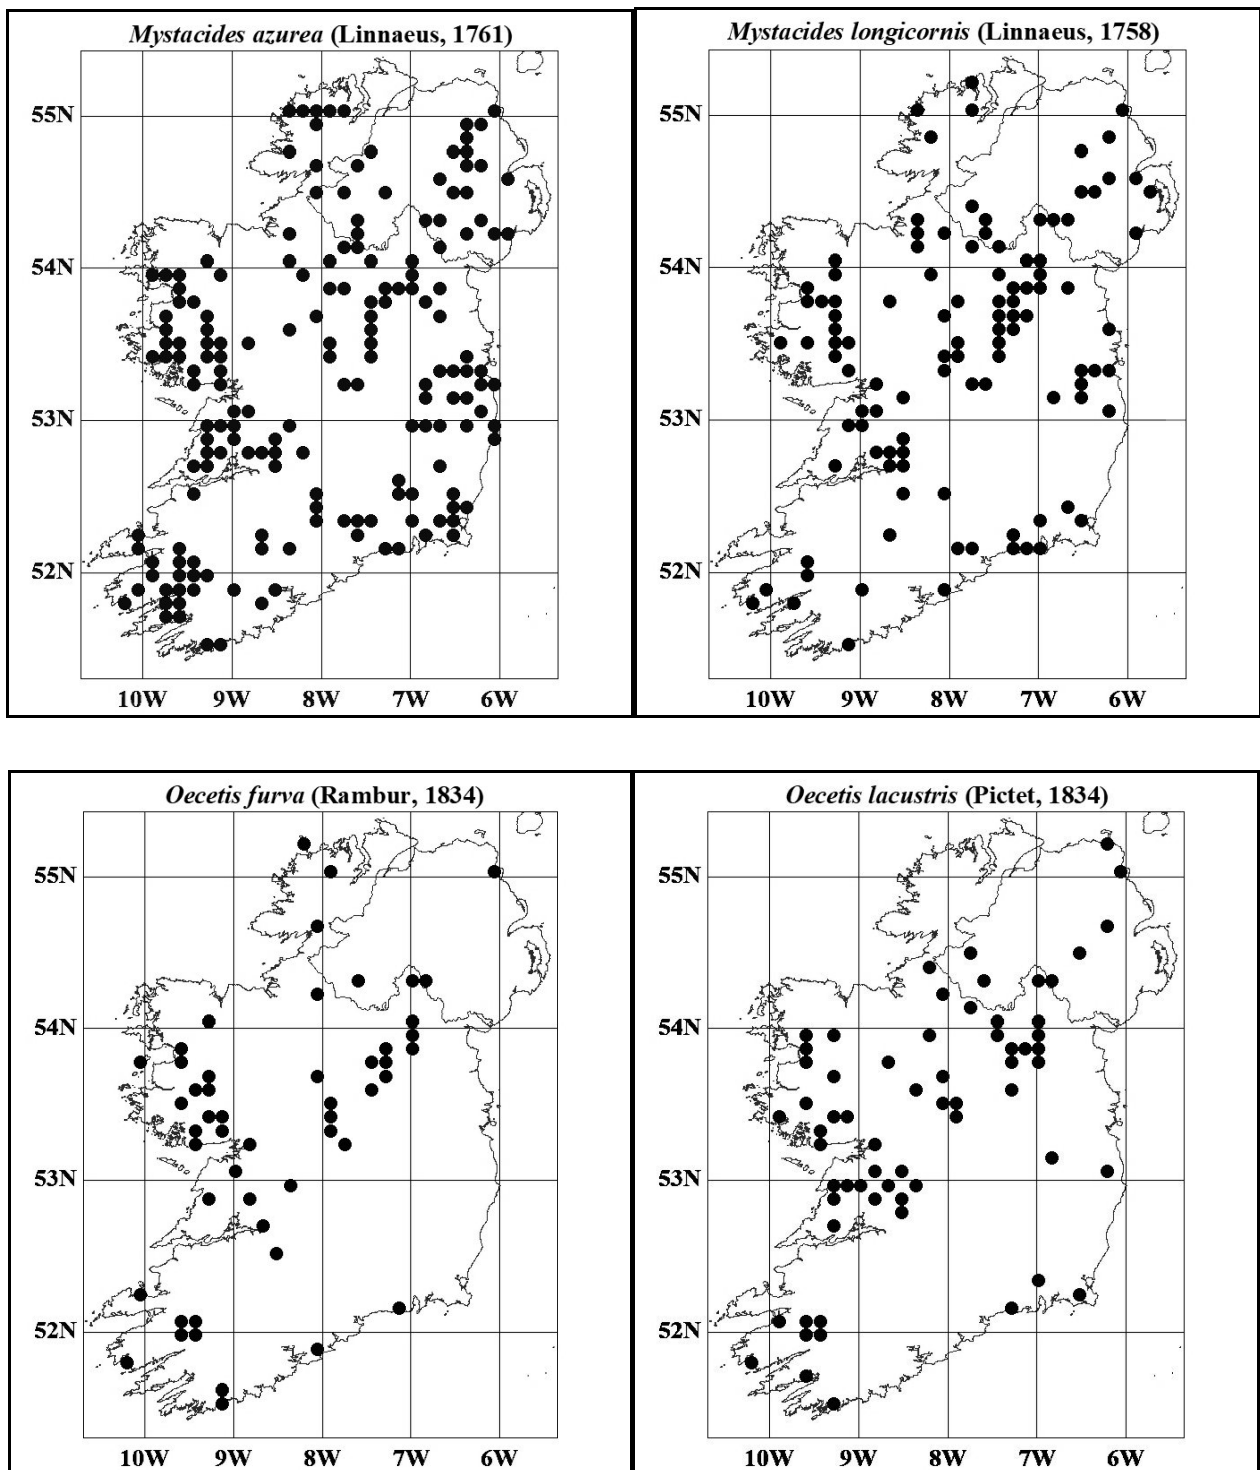 Mystacides azurea (Linnaeus, 1761)
55N
54N
53N
52N
10W 9W 8W 7W 6W
Mystacides longicornis (Linnaeus, 1758)
55N
54N
53N
52N
10W 9W 8W 7W 6W
Oecetis furva (Rambur, 1834)
55N
54N
53N
52N
10W 9W 8W 7W 6W
Oecetis lacustris (Pictet, 1834)
55N
54N
53N
52N
10W 9W 8W 7W 6W